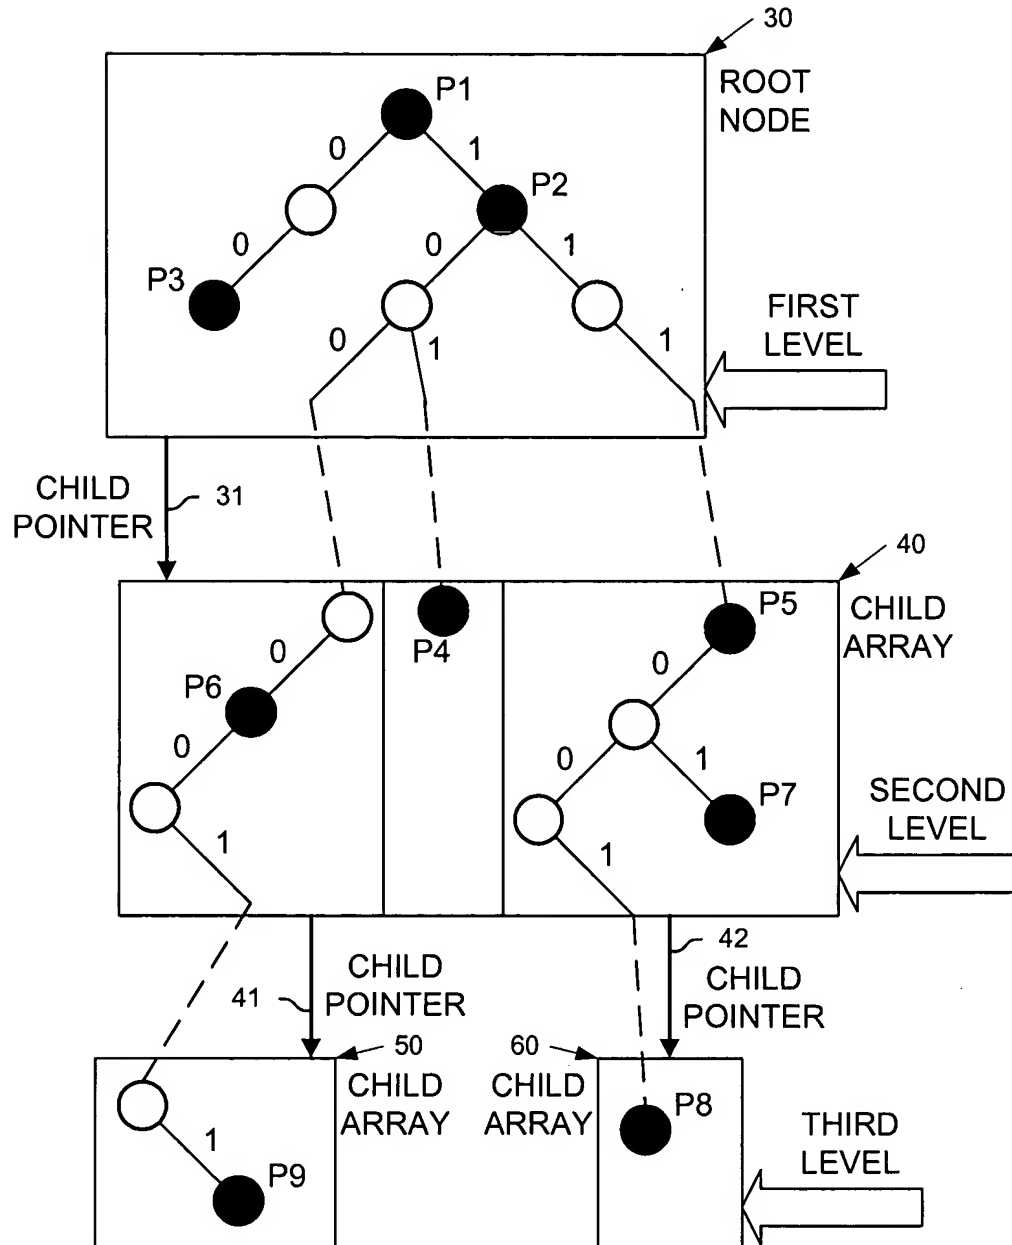 30
ROOT
NODE
P1
0
1
P2
0
0
1
P3
0
1
1
FIRST
LEVEL
CHILD
POINTER
31
40
CHILD
ARRAY
P4
P5
0
0
P6
0
0
1
P7
1
1
SECOND
LEVEL
42
CHILD
POINTER
41
CHILD
POINTER
50
CHILD
ARRAY
60
CHILD
ARRAY
P8
1
P9
THIRD
LEVEL